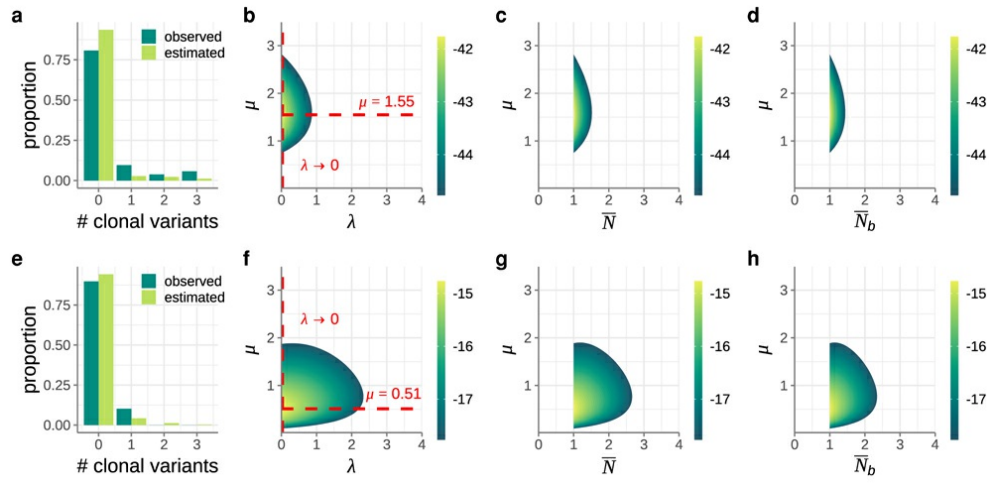 a
observed
estimated
0.75
0.50
0.25
0.00
proportion
0 1 2 3
# clonal variants
b
3
2
1
μ
μ = 1.55
λ → 0
0 1 2 3 4
λ
-42
-43
-44
c
3
2
1
μ
0 1 2 3 4
N̅
-42
-43
-44
d
3
2
1
μ
0 1 2 3 4
N̅b
-42
-43
-44
e
observed
estimated
0.75
0.50
0.25
0.00
proportion
0 1 2 3
# clonal variants
f
3
2
1
μ
λ → 0
μ = 0.51
0 1 2 3 4
λ
-15
-16
-17
g
3
2
1
μ
0 1 2 3 4
N̅
-15
-16
-17
h
3
2
1
μ
0 1 2 3 4
N̅b
-15
-16
-17